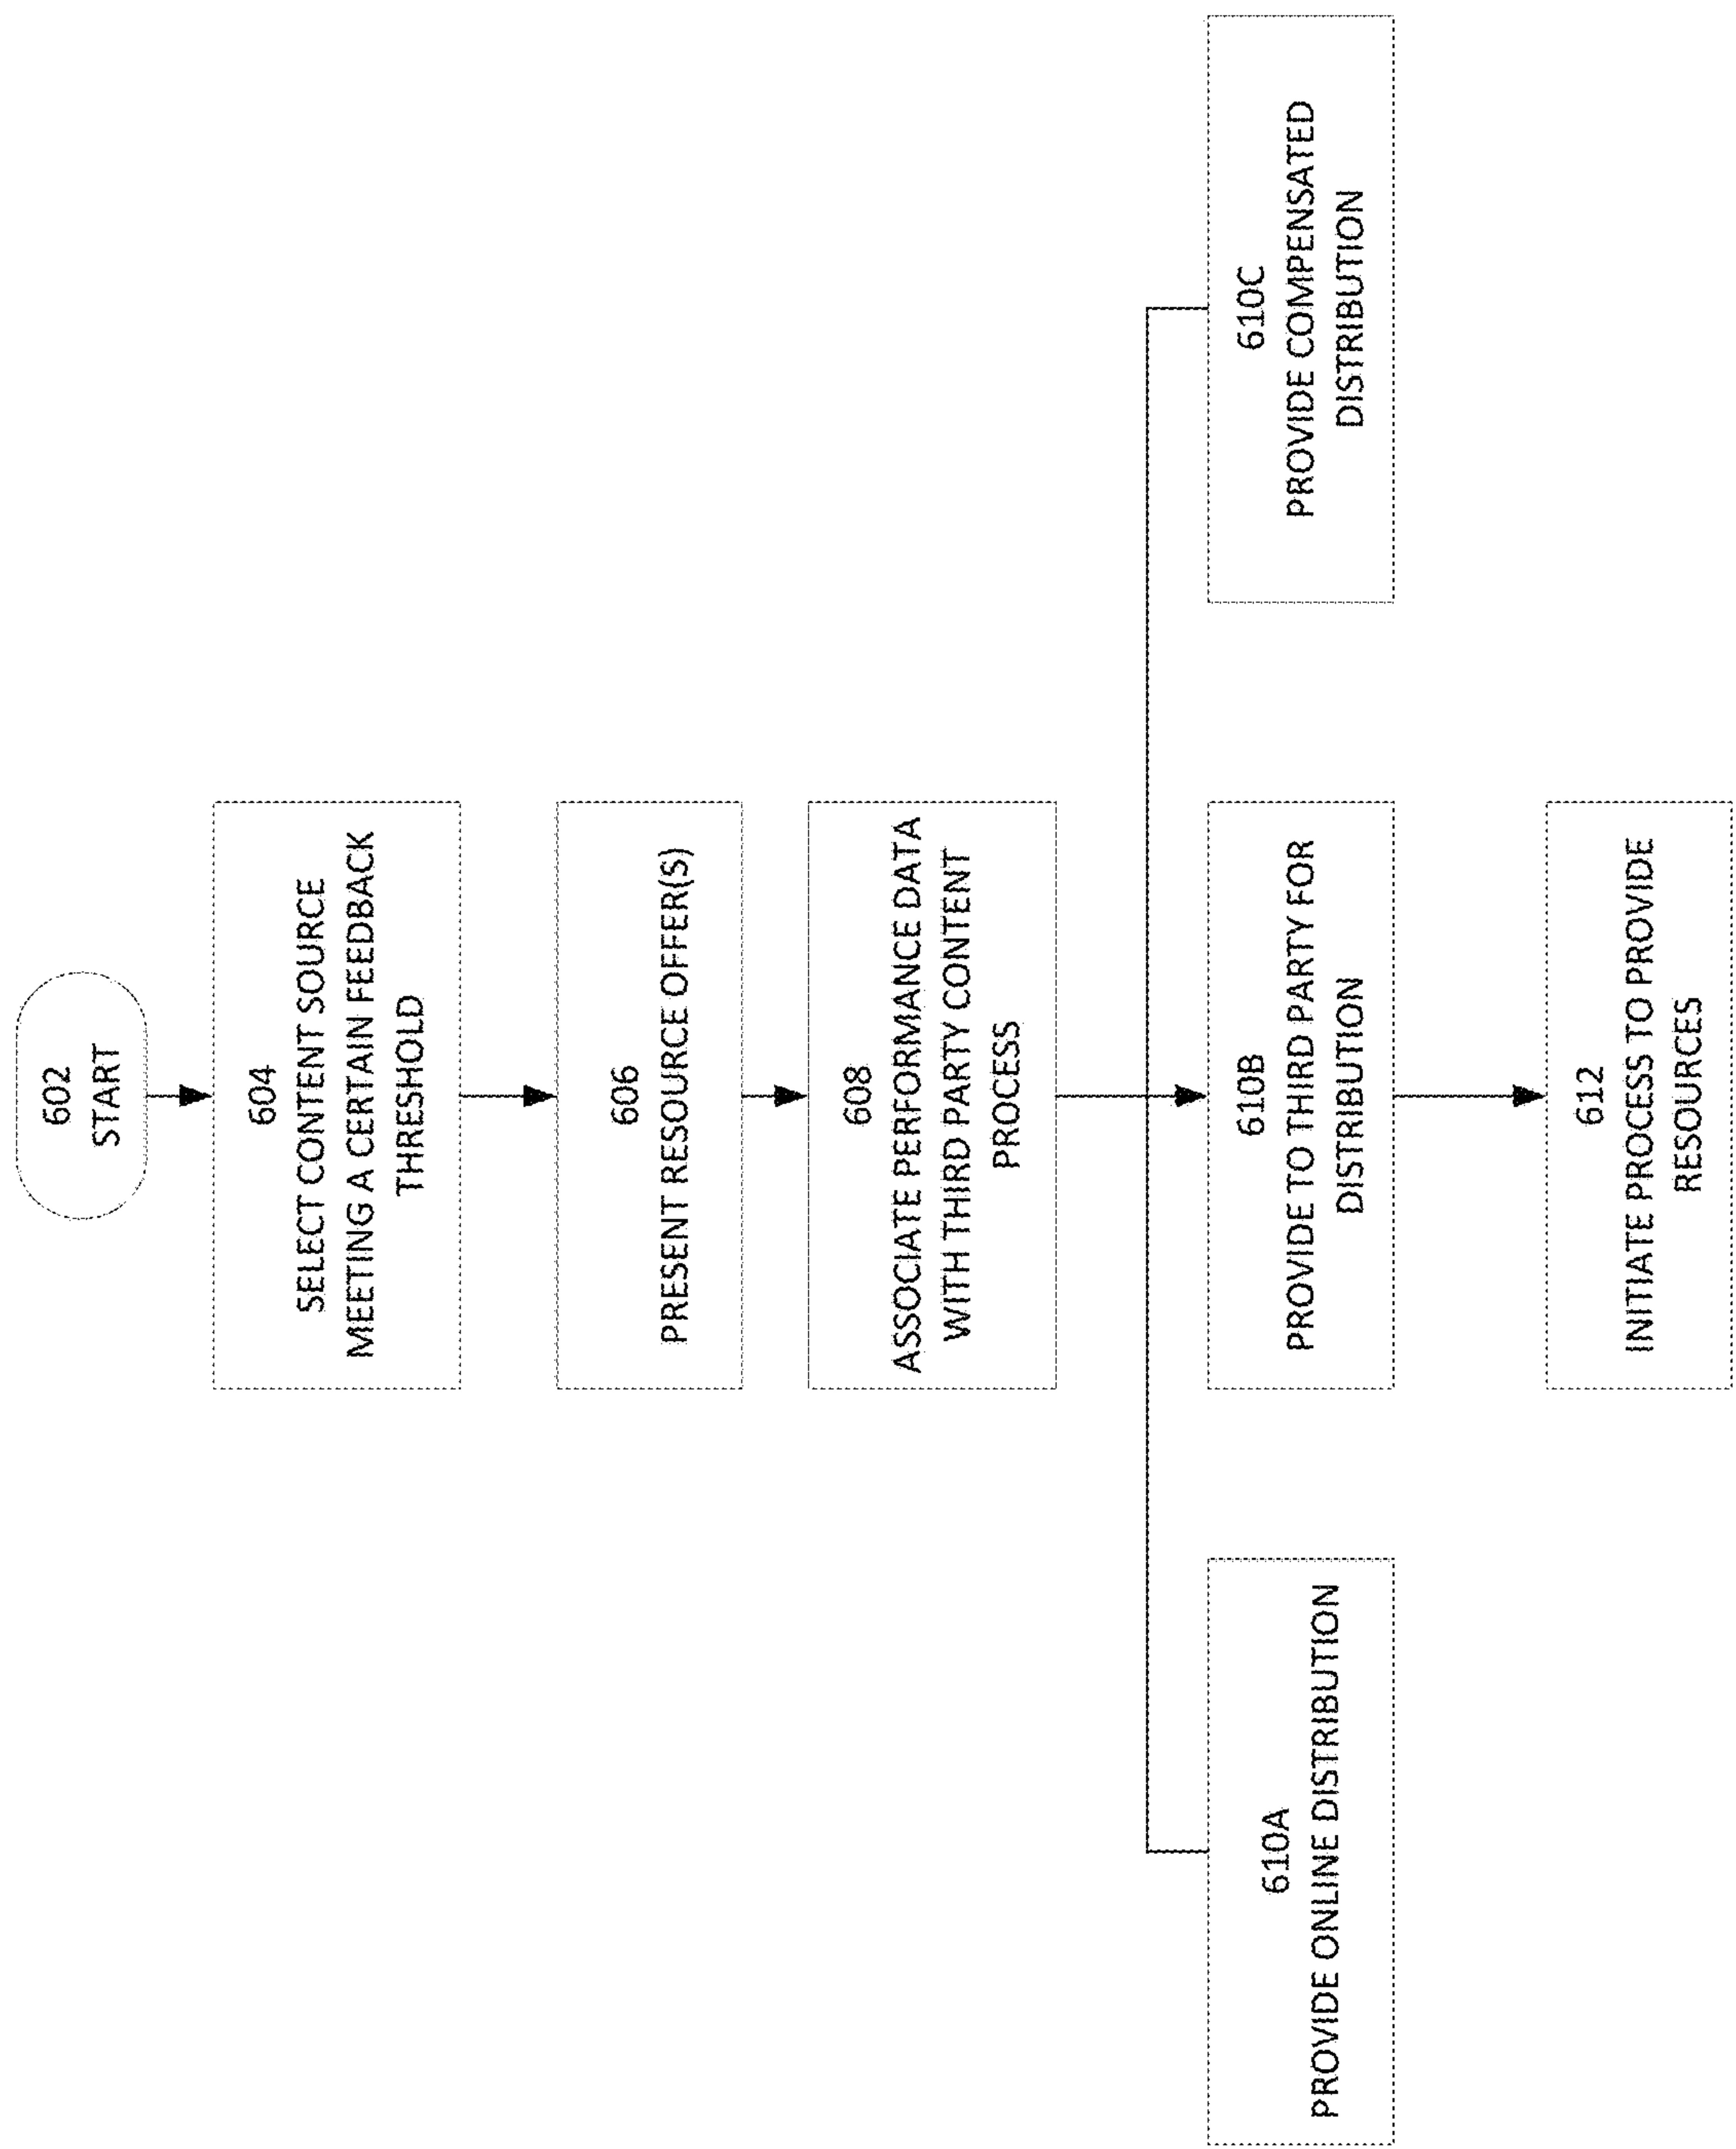 602
START
604
SELECT CONTENT SOURCE
MEETING A CERTAIN FEEDBACK
THRESHOLD
606
PRESENT RESOURCE OFFER(S)
608
ASSOCIATE PERFORMANCE DATA
WITH THIRD PARTY CONTENT
PROCESS
610A
PROVIDE ONLINE DISTRIBUTION
610B
PROVIDE TO THIRD PARTY FOR
DISTRIBUTION
610C
PROVIDE COMPENSATED
DISTRIBUTION
612
INITIATE PROCESS TO PROVIDE
RESOURCES